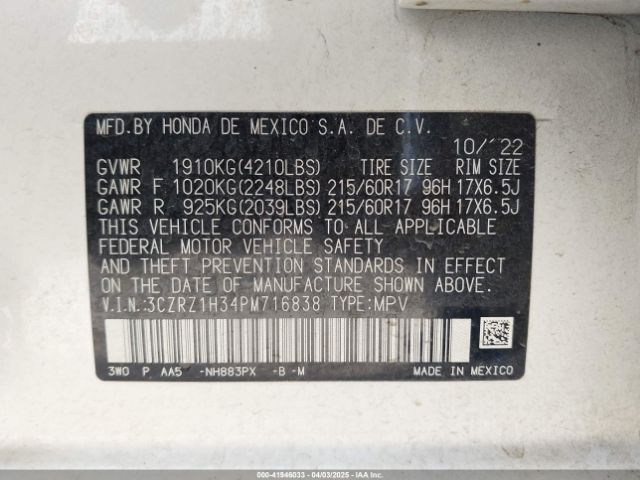 MFD.BY HONDA DE MEXICO S.A. DE C.V.
10/'22
GVWR 1910KG(4210LBS) TIRE SIZE RIM SIZE
GAWR F 1020KG(2248LBS) 215/60R17 96H 17X6.5J
GAWR R 925KG(2039LBS) 215/60R17 96H 17X6.5J
THIS VEHICLE CONFORMS TO ALL APPLICABLE
FEDERAL MOTOR VEHICLE SAFETY
AND THEFT PREVENTION STANDARDS IN EFFECT
ON THE DATE OF MANUFACTURE SHOWN ABOVE.
V.I.N.:3CZRZ1H34PM716838 TYPE:MPV
3W0 P AA5 -NH883PX -B -M MADE IN MEXICO
000-41946033 - 04/03/2025 - IAA Inc.